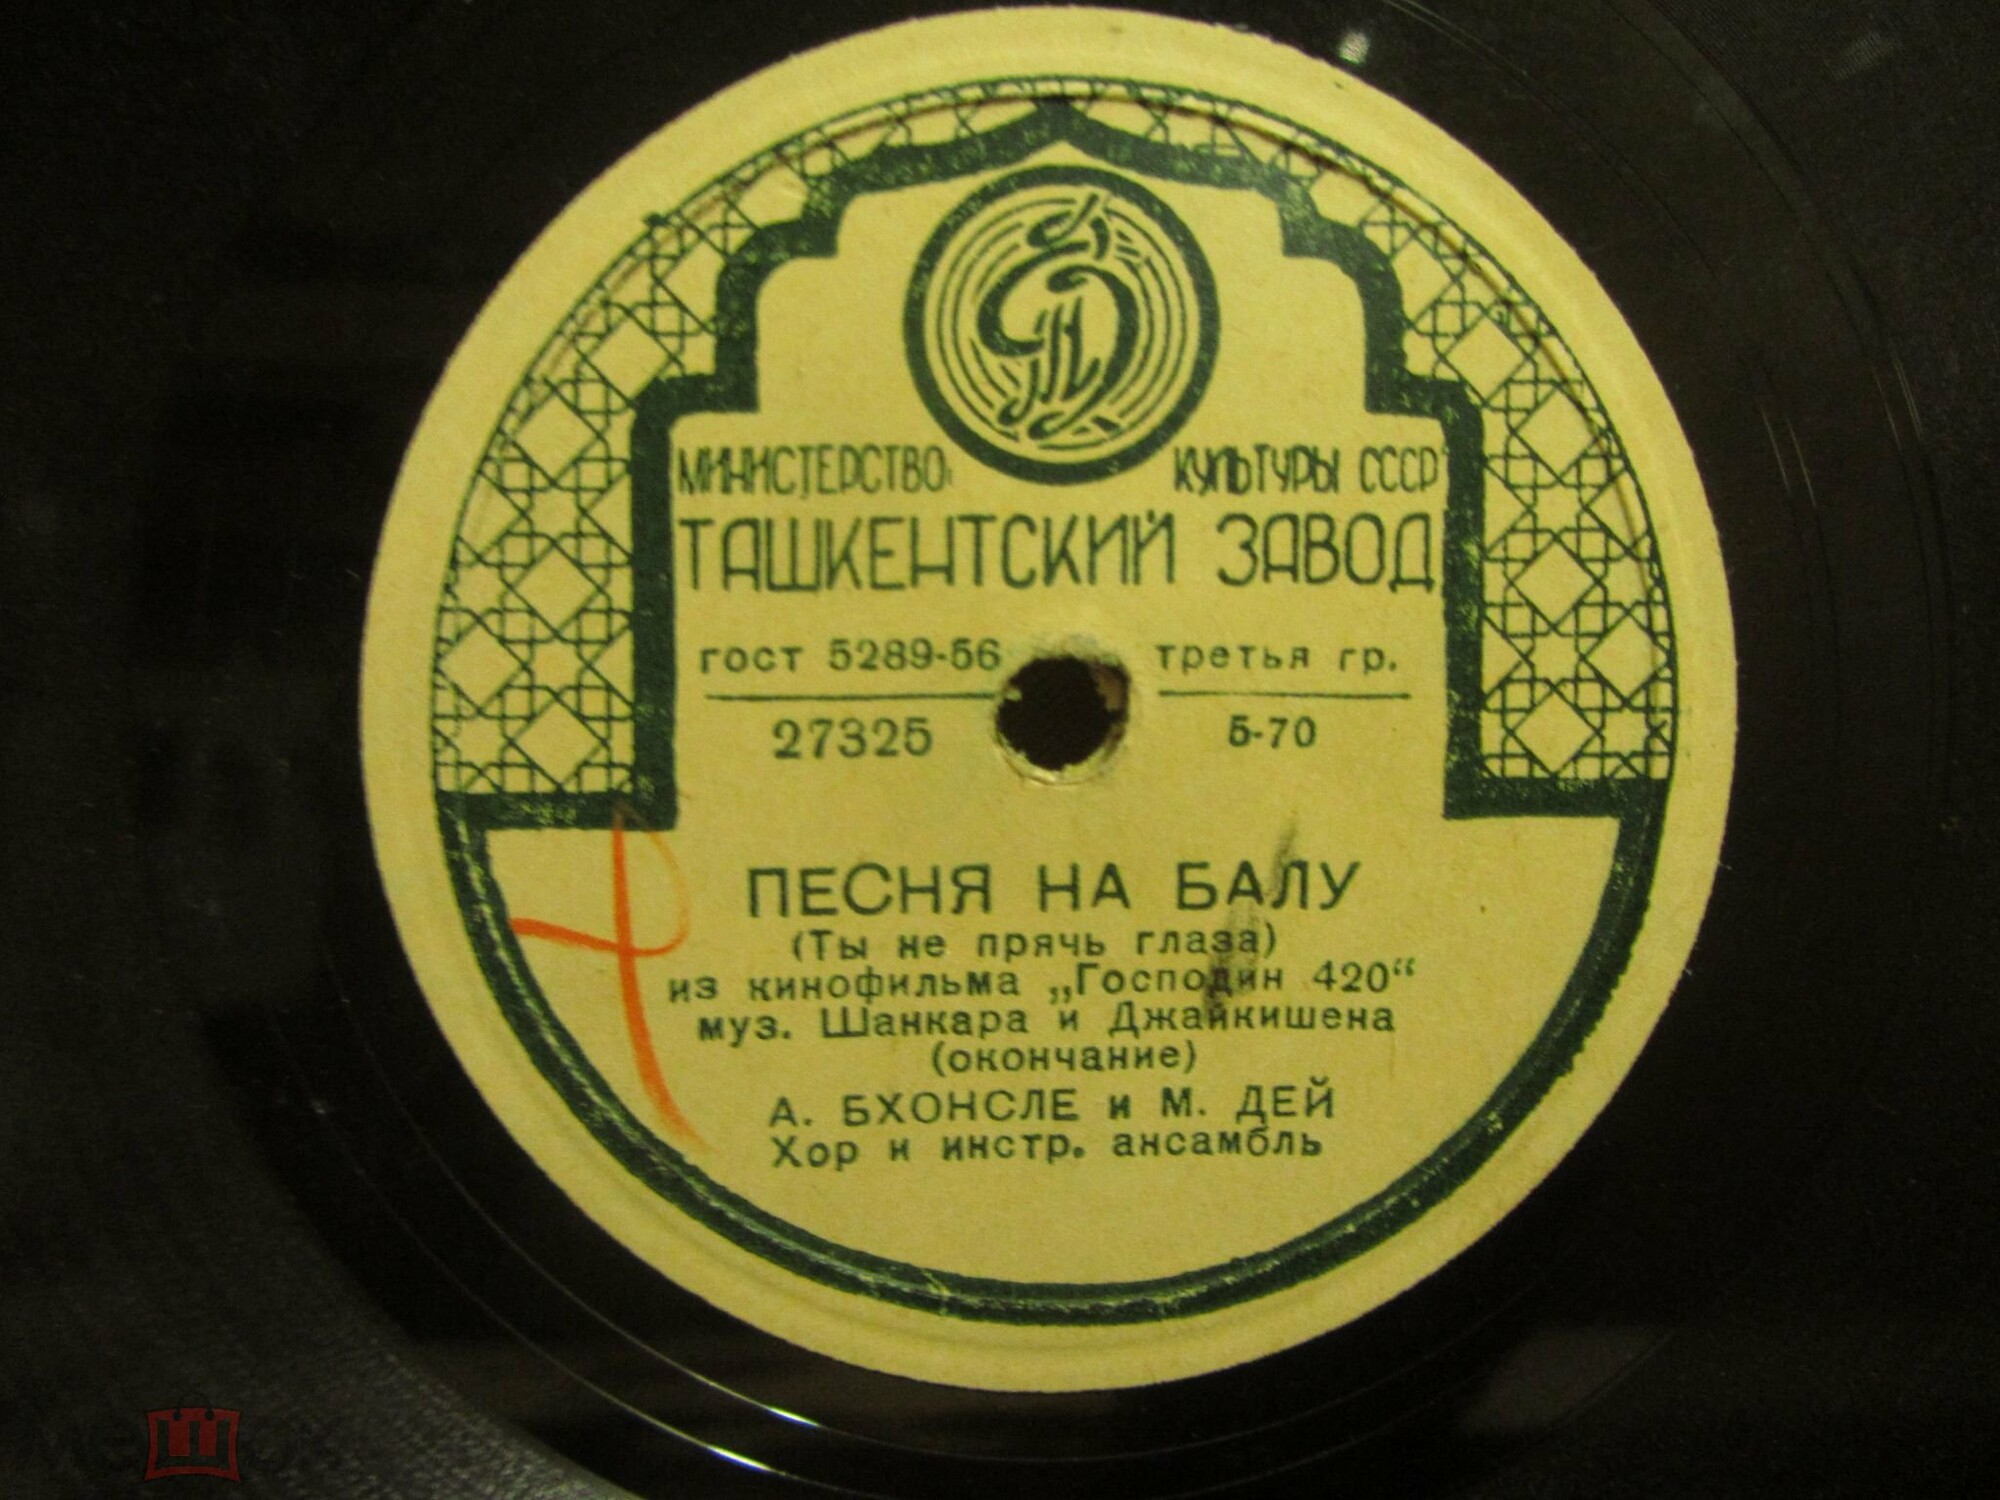 МИНИСТЕРСТВО КУЛЬТУРЫ СССР
ТАШКЕНТСКИЙ ЗАВОД
гост 5289-56 третья гр.
27325 5-70
ПЕСНЯ НА БАЛУ
(Ты не прячь глаза)
из кинофильма „Господин 420“
муз. Шанкара и Джайкишена
(окончание)
А. БХОНСЛЕ и М. ДЕЙ
Хор и инстр. ансамбль